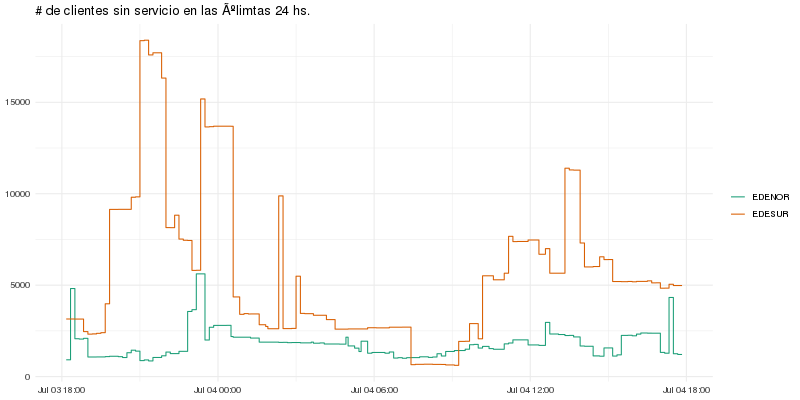 # de clientes sin servicio en las Ãºlimtas 24 hs.
15000
10000
5000
0
Jul 03 18:00
Jul 04 00:00
Jul 04 06:00
Jul 04 12:00
Jul 04 18:00
EDENOR
EDESUR